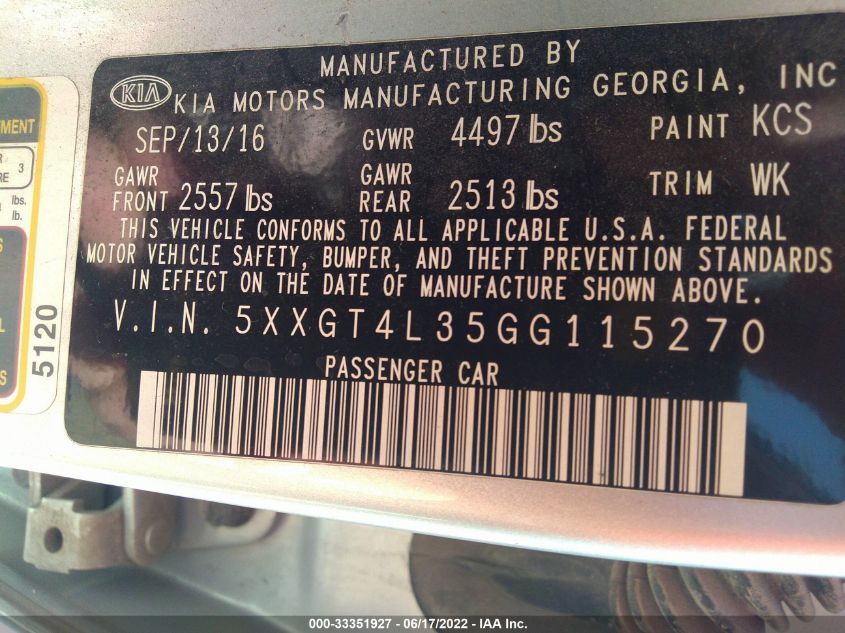 MANUFACTURED BY
KIA KIA MOTORS MANUFACTURING GEORGIA, INC
SEP/13/16 GVWR 4497 lbs PAINT KCS
GAWR FRONT 2557 lbs GAWR REAR 2513 lbs TRIM WK
THIS VEHICLE CONFORMS TO ALL APPLICABLE U.S.A. FEDERAL
MOTOR VEHICLE SAFETY, BUMPER, AND THEFT PREVENTION STANDARDS
IN EFFECT ON THE DATE OF MANUFACTURE SHOWN ABOVE.
V.I.N. 5XXGT4L35GG115270
PASSENGER CAR
3
lbs.
lb.
5120
000-33351927 - 06/17/2022 - IAA Inc.